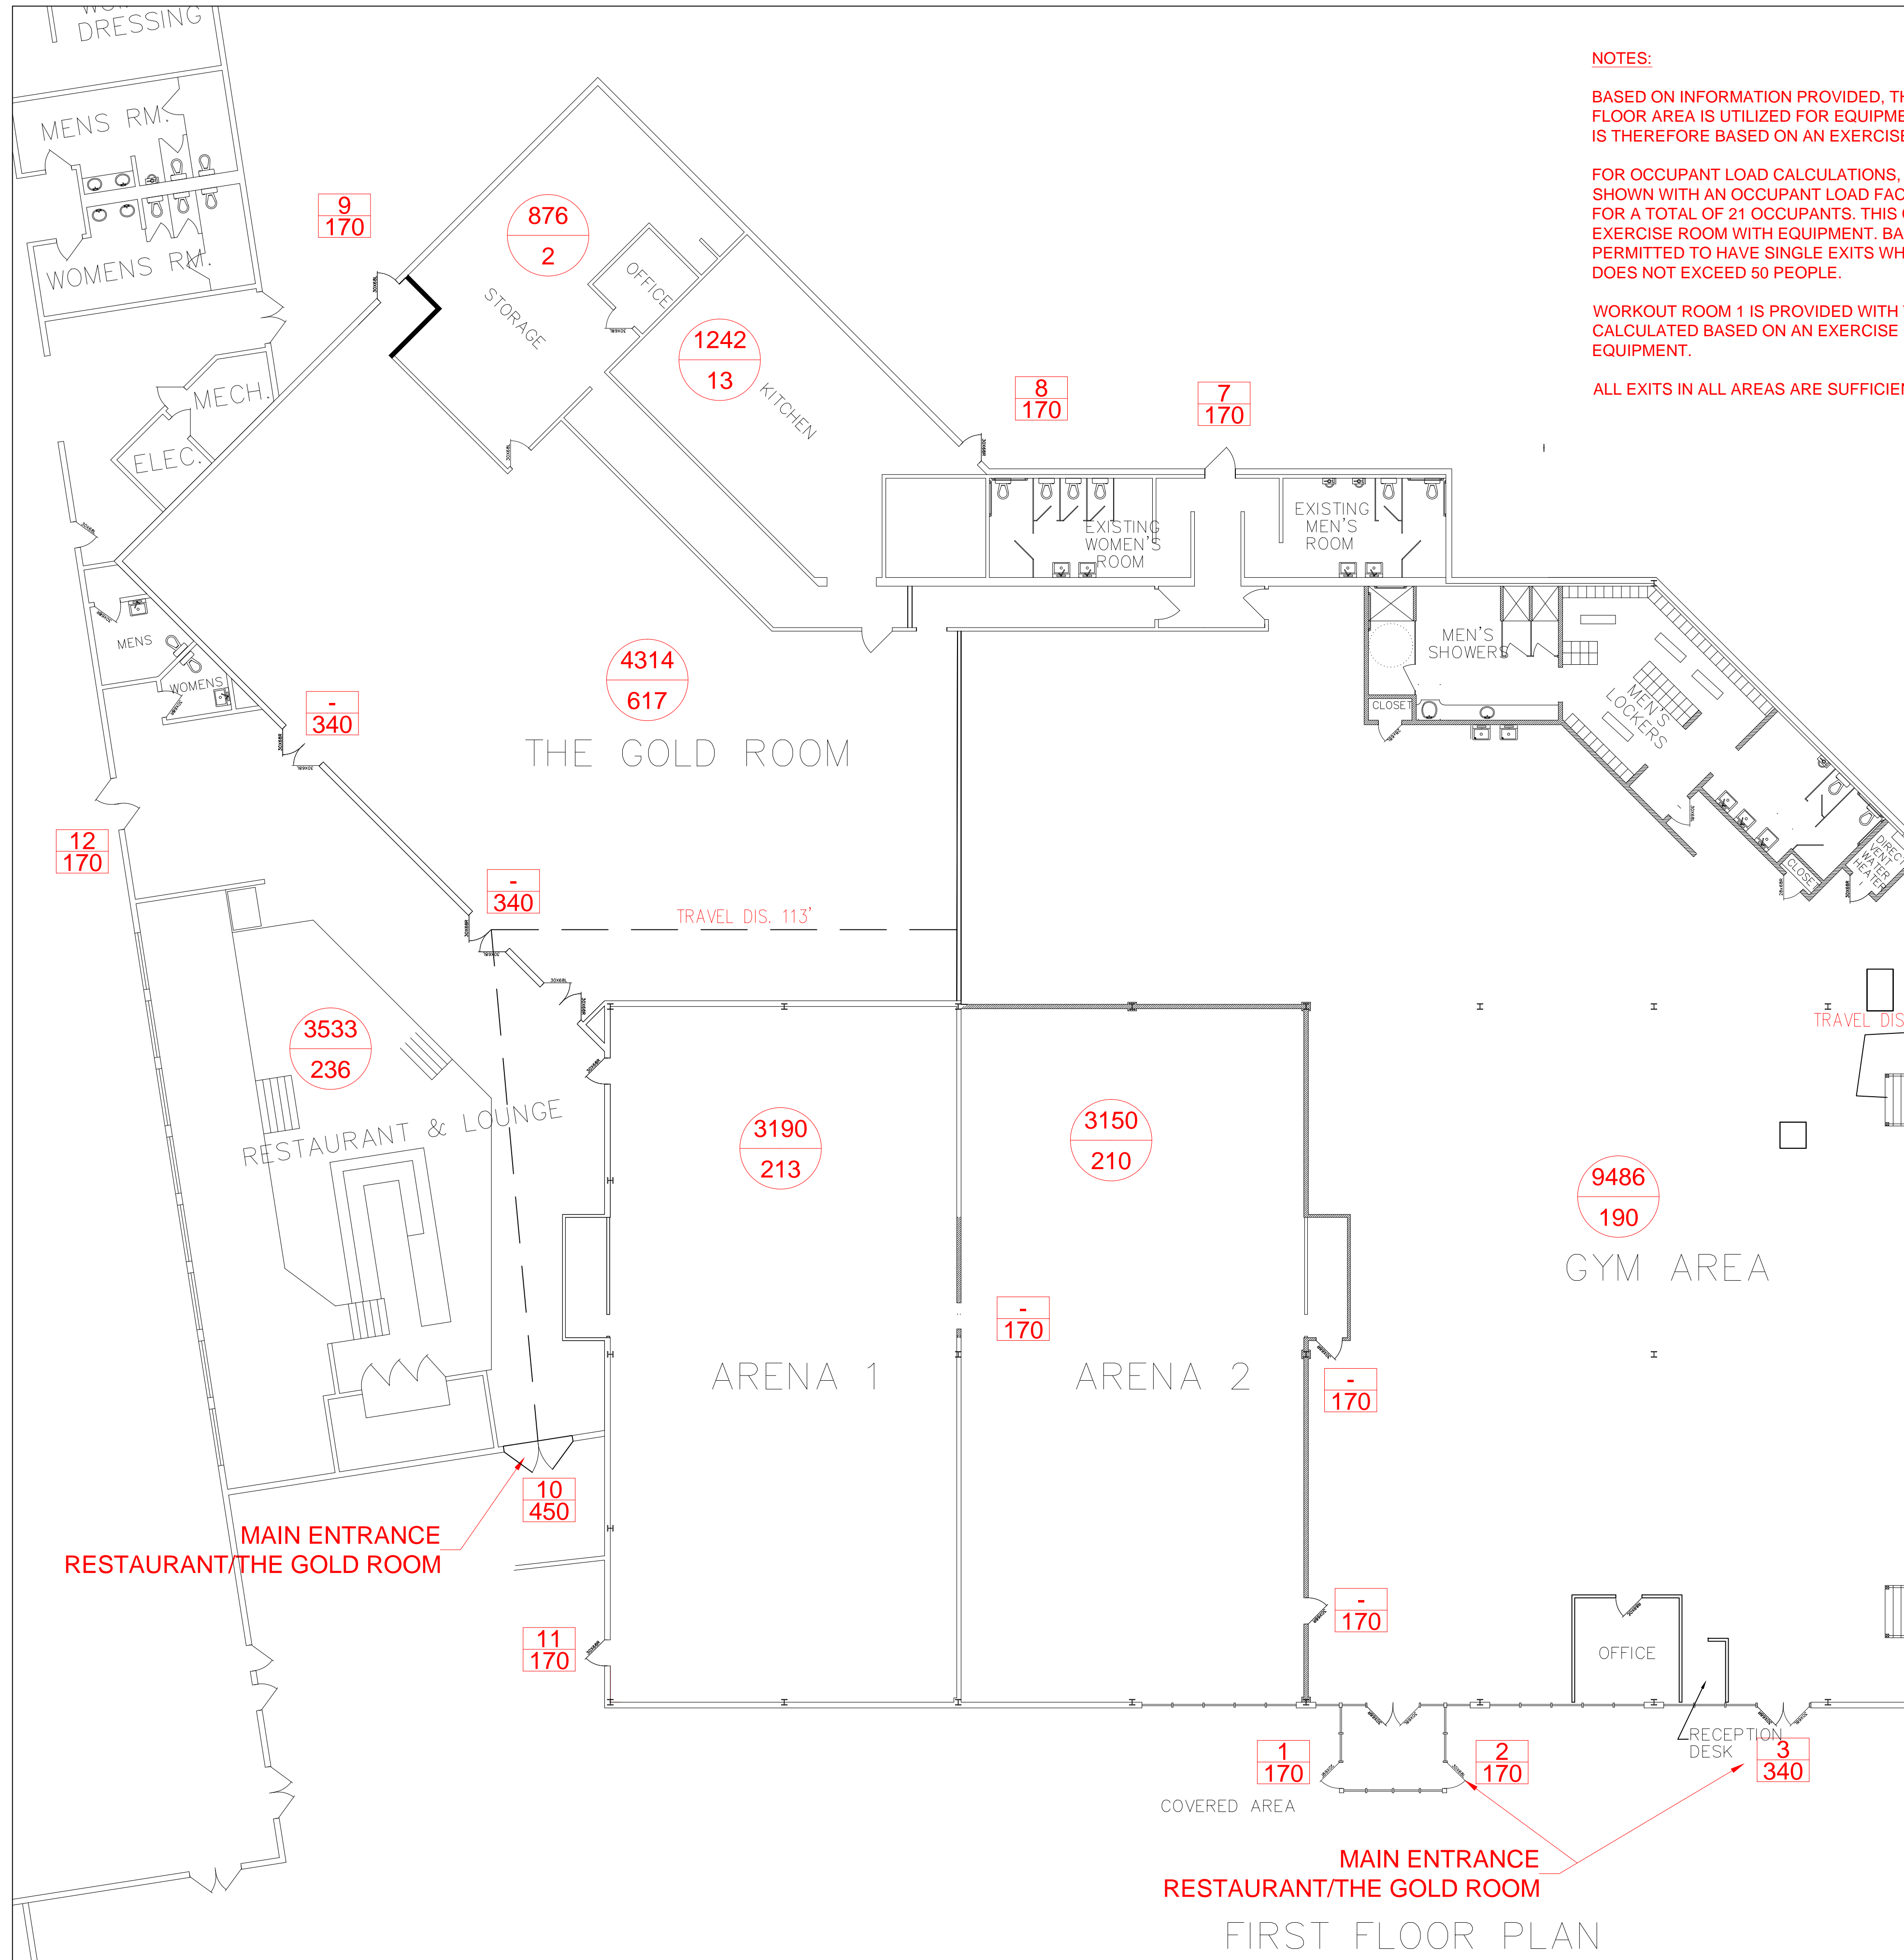 DRESSING
MENS RM.
WOMENS RM.
MECH.
ELEC.
MENS
WOMENS
9
170
876
2
STORAGE
OFFICE
1242
13
KITCHEN
8
170
7
170
EXISTING
WOMEN'S
ROOM
EXISTING
MEN'S
ROOM
MEN'S
SHOWERS
CLOSET
MEN'S
LOCKERS
CLOSET
VENT
WATER
HEATER
NOTES:
BASED ON INFORMATION PROVIDED,
FLOOR AREA IS UTILIZED FOR
IS THEREFORE BASED ON AN
FOR OCCUPANT LOAD CALCULATIONS,
SHOWN WITH AN OCCUPANT LOAD
FOR A TOTAL OF 21 OCCUPANTS. THIS
EXERCISE ROOM WITH EQUIPMENT.
PERMITTED TO HAVE SINGLE EXITS
DOES NOT EXCEED 50 PEOPLE.
WORKOUT ROOM 1 IS PROVIDED WITH
CALCULATED BASED ON AN EXERCISE
EQUIPMENT.
ALL EXITS IN ALL AREAS ARE
4314
617
THE GOLD ROOM
-
340
12
170
-
340
TRAVEL DIS. 113'
3533
236
RESTAURANT & LOUNGE
3190
213
ARENA 1
3150
210
ARENA 2
-
170
-
170
-
170
TRAVEL DIS
9486
190
GYM AREA
10
450
MAIN ENTRANCE
RESTAURANT/THE GOLD ROOM
11
170
OFFICE
RECEPTION
DESK
1
170
2
170
3
340
COVERED AREA
MAIN ENTRANCE
RESTAURANT/THE GOLD ROOM
FIRST FLOOR PLAN